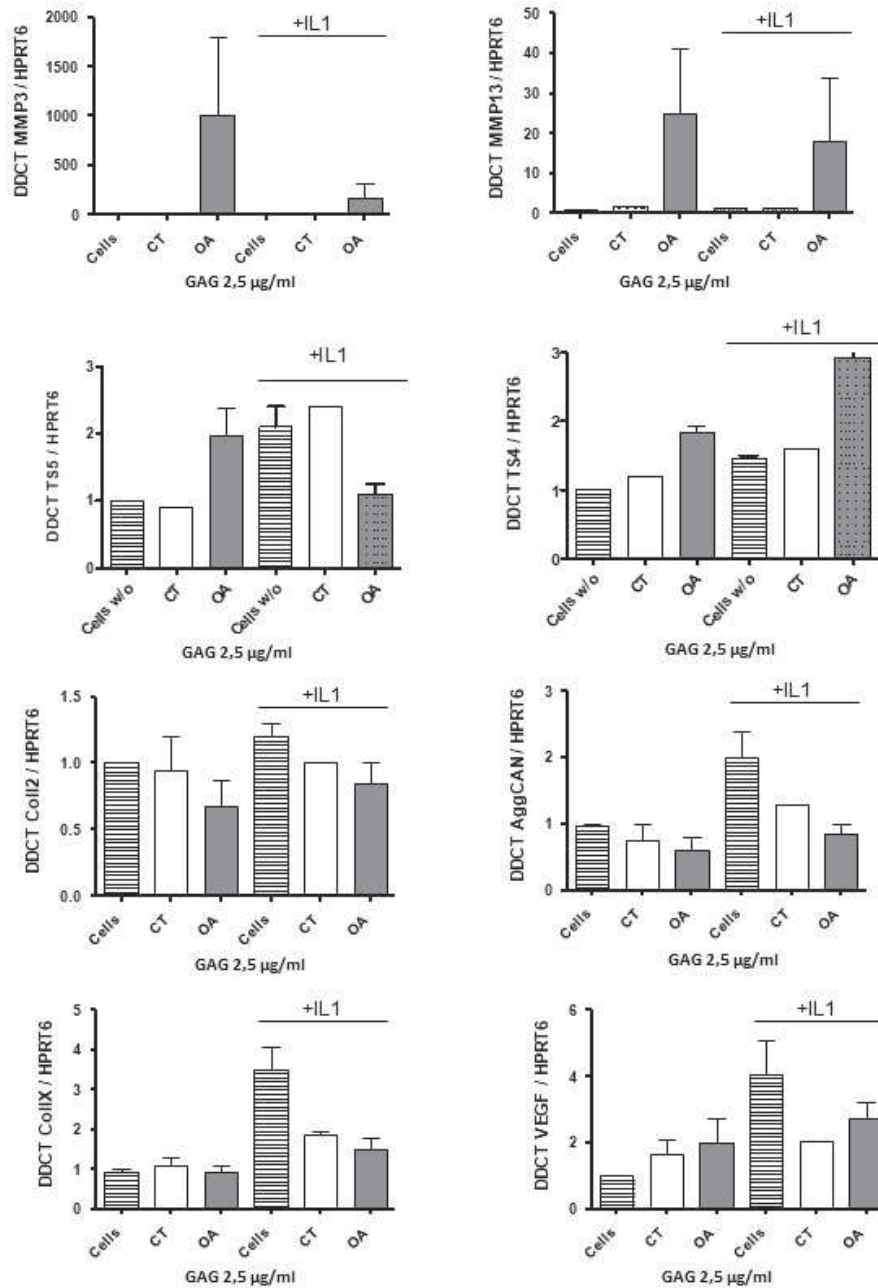 +IL1
DDCT MMP3 / HPRT6
2000
1500
1000
500
0
Cells
CT
OA
Cells
CT
OA
GAG 2,5 µg/ml
+IL1
DDCT MMP13 / HPRT6
50
40
30
20
10
0
Cells
CT
OA
Cells
CT
OA
GAG 2,5 µg/ml
+IL1
DDCT TS5 / HPRT6
3
2
1
0
Cells w/o
CT
OA
Cells w/o
CT
OA
GAG 2,5 µg/ml
+IL1
DDCT TS4 / HPRT6
3
2
1
0
Cells w/o
CT
OA
Cells w/o
CT
OA
GAG 2,5 µg/ml
+IL1
DDCT Coll2 / HPRT6
1.5
1.0
0.5
0.0
Cells
CT
OA
Cells
CT
OA
GAG 2,5 µg/ml
+IL1
DDCT AggCAN/ HPRT6
3
2
1
0
Cells
CT
OA
Cells
CT
OA
GAG 2,5 µg/ml
+IL1
DDCT CollX / HPRT6
5
4
3
2
1
0
Cells
CT
OA
Cells
CT
OA
GAG 2,5 µg/ml
+IL1
DDCT VEGF / HPRT6
6
4
2
0
Cells
CT
OA
Cells
CT
OA
GAG 2,5 µg/ml